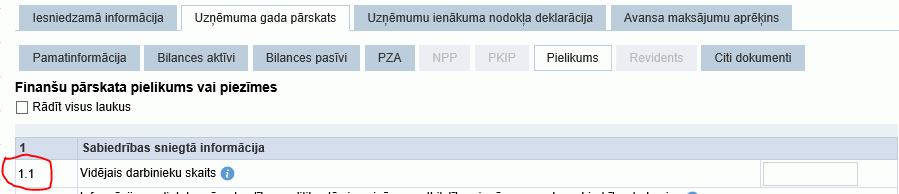 Iesniedzamā informācija Uzņēmuma gada pārskats Uzņēmumu ienākuma nodokļa deklarācija Avansa maksājumu aprēķins
Pamatinformācija Bilances aktīvi Bilances pasīvi PZA NPP PKIP Pielikums Revidents Citi dokumenti
Finanšu pārskata pielikums vai piezīmes
Rādīt visus laukus
1 Sabiedrības sniegtā informācija
1.1 Vidējais darbinieku skaits